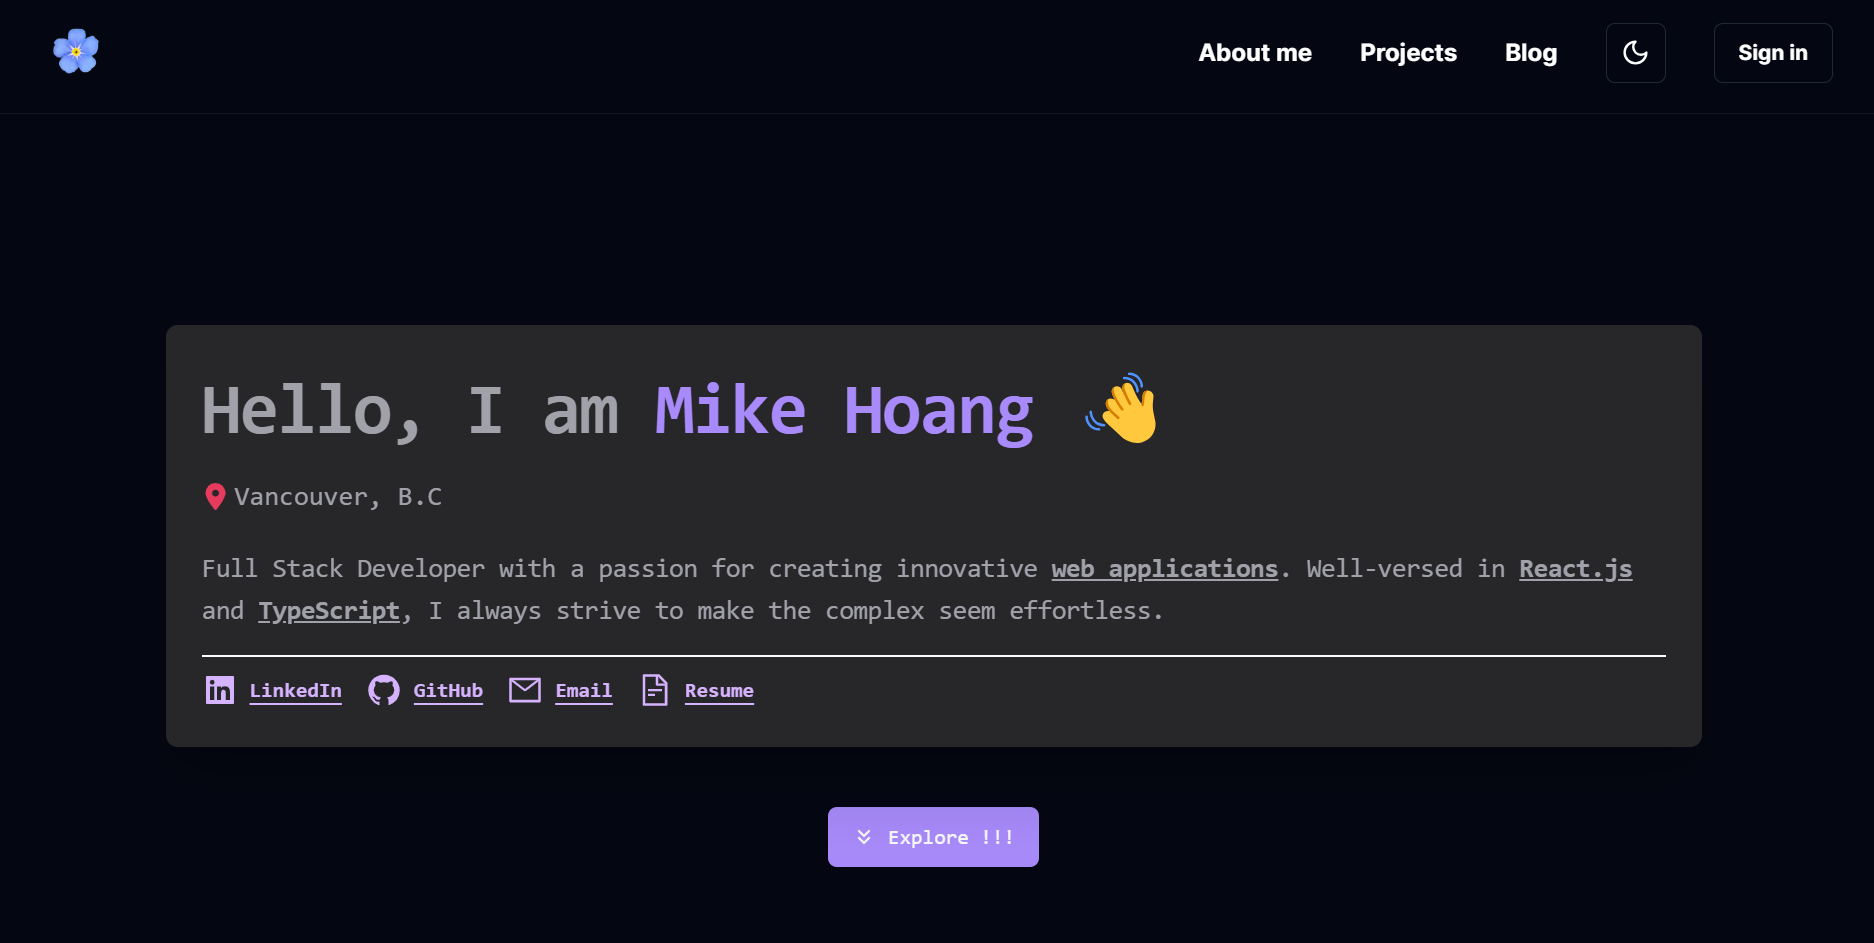 About me Projects Blog Sign in
Hello, I am Mike Hoang
Vancouver, B.C
Full Stack Developer with a passion for creating innovative web applications. Well-versed in React.js
and TypeScript, I always strive to make the complex seem effortless.
LinkedIn GitHub Email Resume
Explore !!!